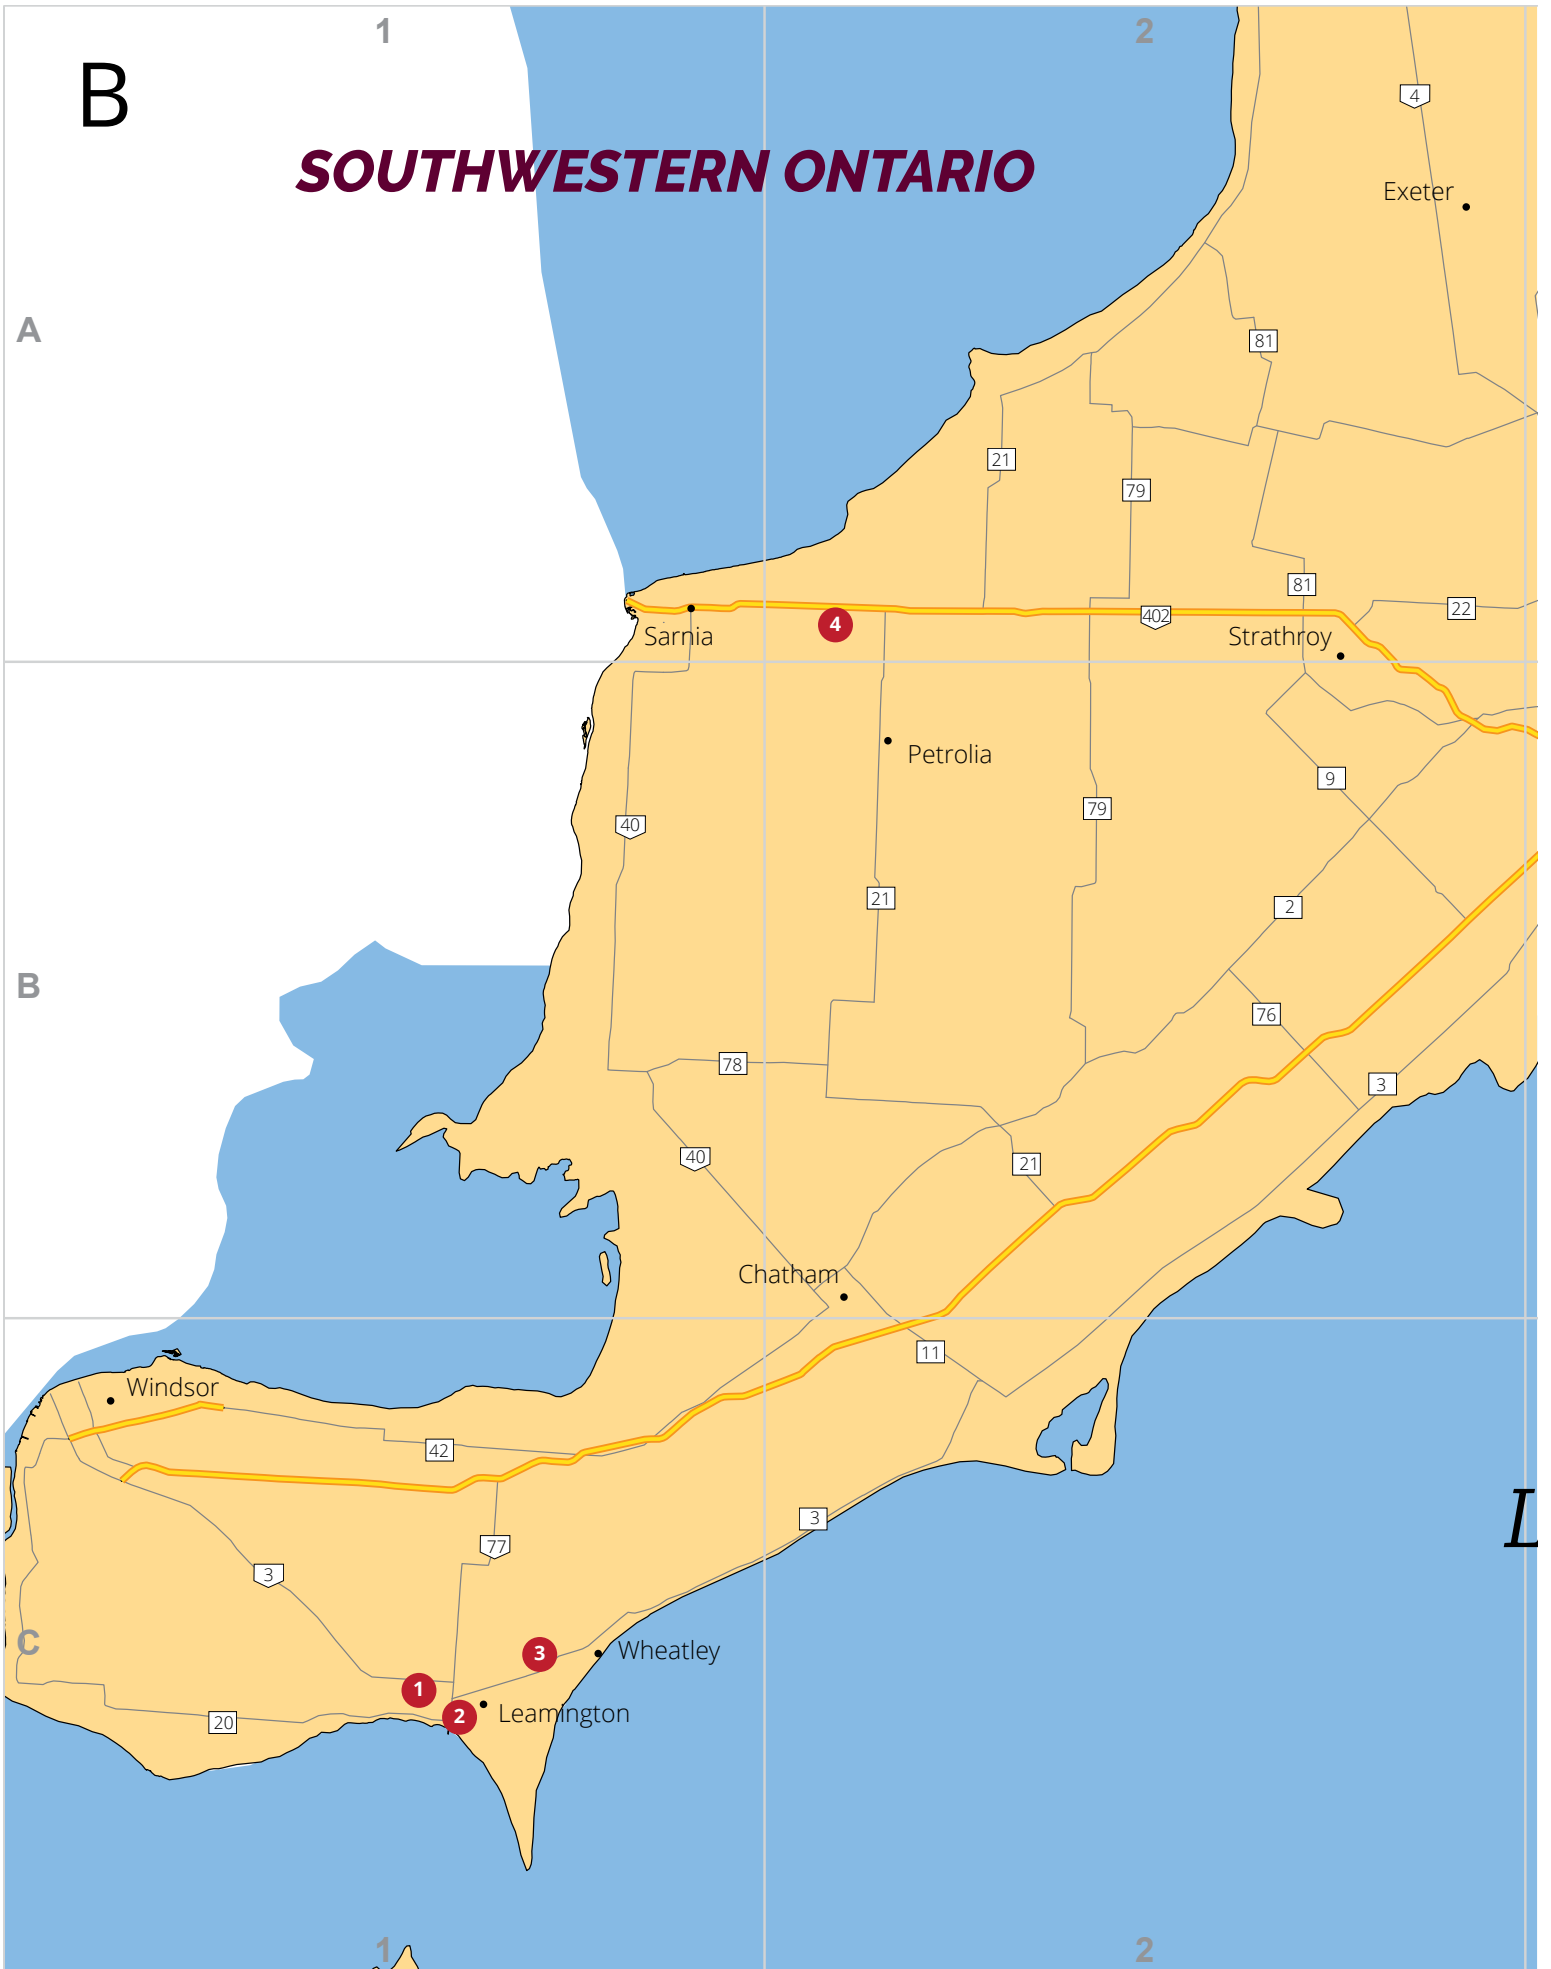 1
2
B
4
SOUTHWESTERN ONTARIO
Exeter
A
81
21
79
81
22
402
4
Sarnia
Strathroy
Petrolia
9
79
40
21
2
B
76
78
3
40
21
Chatham
11
Windsor
42
3
L
77
3
C
3
Wheatley
1
2
Leamington
20
1
2